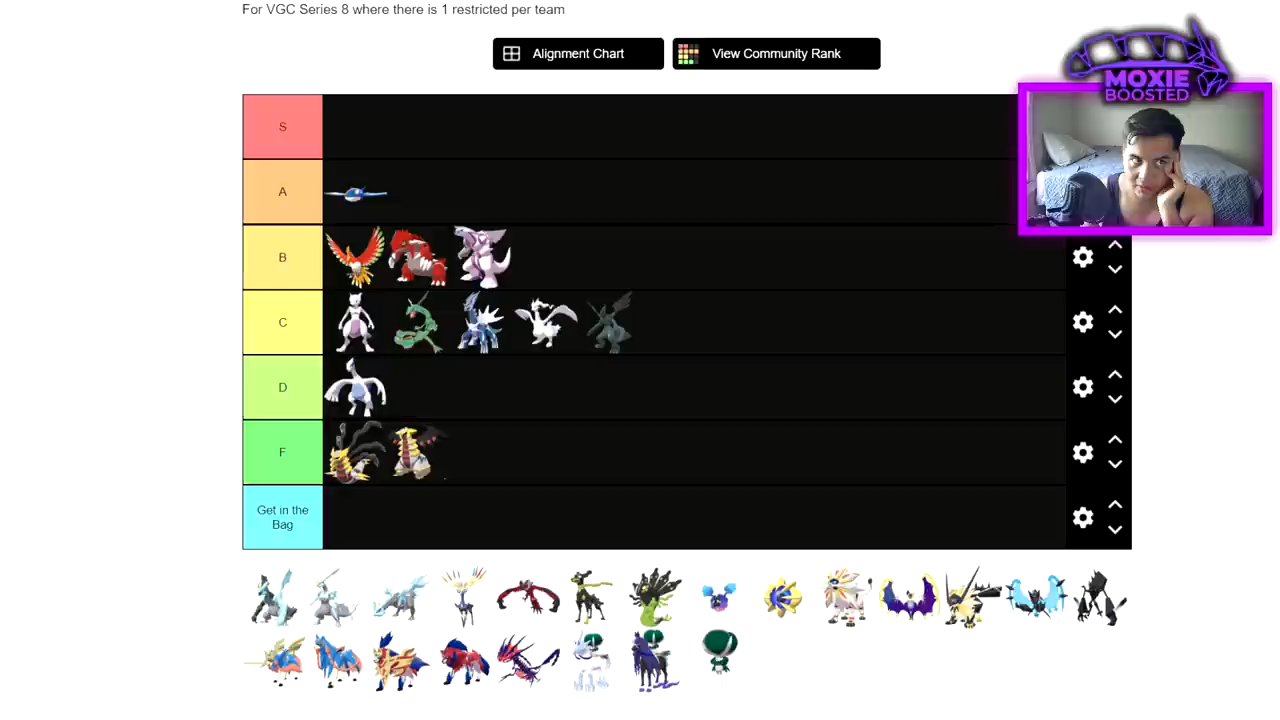 For VGC Series 8 where there is 1 restricted per team
Alignment Chart
View Community Rank
MOXIE
BOOSTED
S
A
B
C
D
F
Get in the
Bag